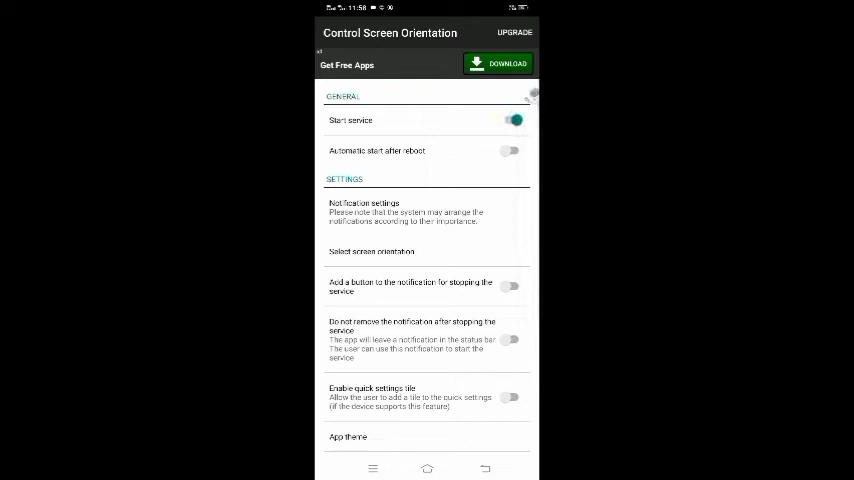 11:58
Control Screen Orientation
UPGRADE
Get Free Apps
DOWNLOAD
GENERAL
Start service
Automatic start after reboot
SETTINGS
Notification settings
Please note that the system may arrange the
notifications according to their importance.
Select screen orientation
Add a button to the notification for stopping the
service
Do not remove the notification after stopping the
service
The app will leave a notification in the status bar.
The user can use this notification to start the
service
Enable quick settings tile
Allow the user to add a tile to the quick settings
(if the device supports this feature)
App theme